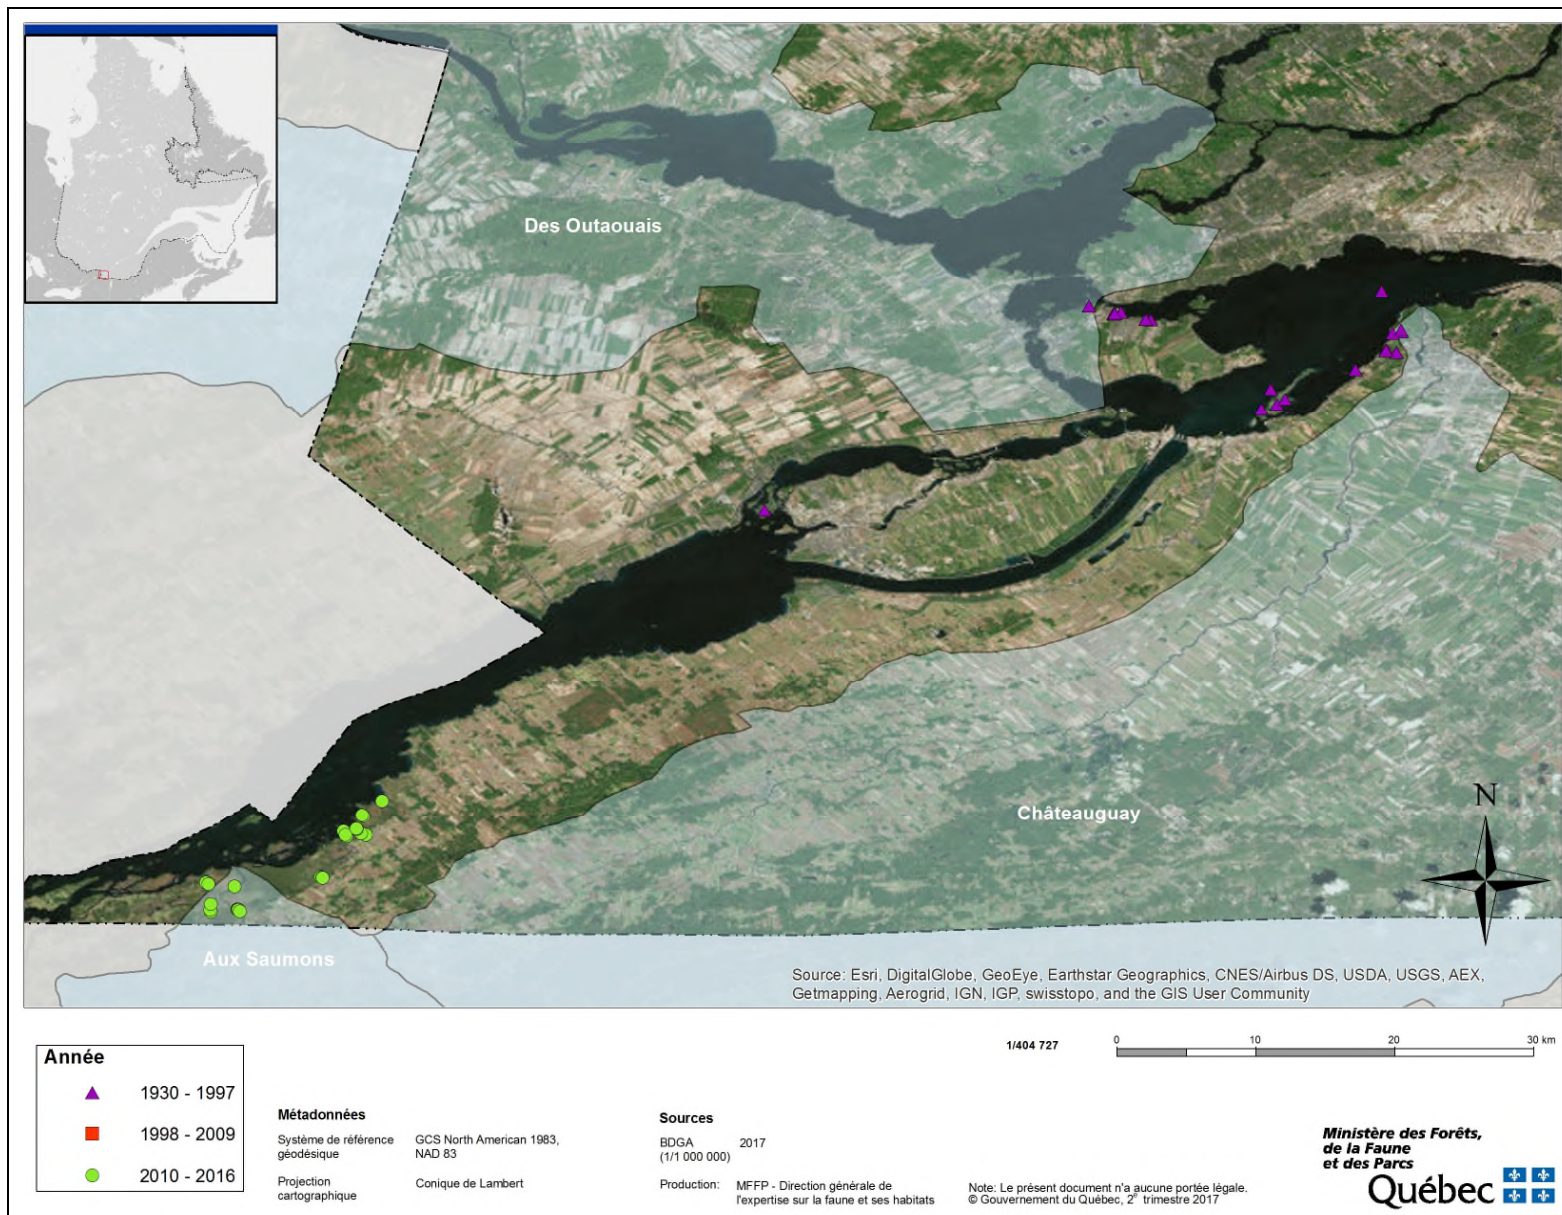 Des Outaouais
Châteauguay
N
Aux Saumons
Source: Esri, DigitalGlobe, GeoEye, Earthstar Geographics, CNES/Airbus DS, USDA, USGS, AEX,
Getmapping, Aerogrid, IGN, IGP, swisstopo, and the GIS User Community
1/404 727
0 10 20 30 km
Année
1930 - 1997
1998 - 2009
2010 - 2016
Métadonnées
Système de référence géodésique
GCS North American 1983, NAD 83
Projection cartographique
Conique de Lambert
Sources
BDGA 2017
(1/1 000 000)
Production: MFFP - Direction générale de
l'expertise sur la faune et ses habitats
Note: Le présent document n'a aucune portée légale.
© Gouvernement du Québec, 2e trimestre 2017
Ministère des Forêts,
de la Faune
et des Parcs
Québec